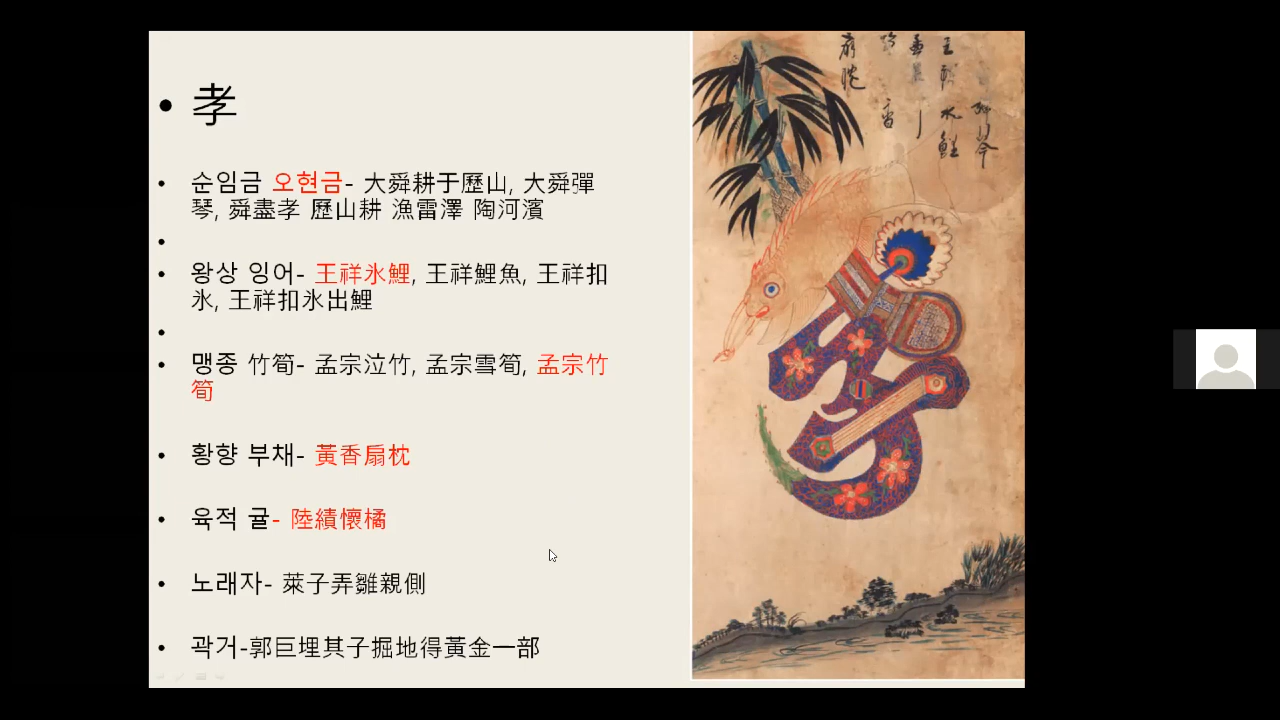 孝
순임금 오현금- 大舜耕于歷山, 大舜彈
琴, 舜盡孝 歷山耕 漁雷澤 陶河濱
왕상 잉어- 王祥氷鯉, 王祥鯉魚, 王祥扣
氷, 王祥扣氷出鯉
맹종 竹筍- 孟宗泣竹, 孟宗雪筍, 孟宗竹
筍
황향 부채- 黃香扇枕
육적 귤- 陸績懷橘
노래자- 萊子弄雛親側
곽거-郭巨埋其子掘地得黃金一部